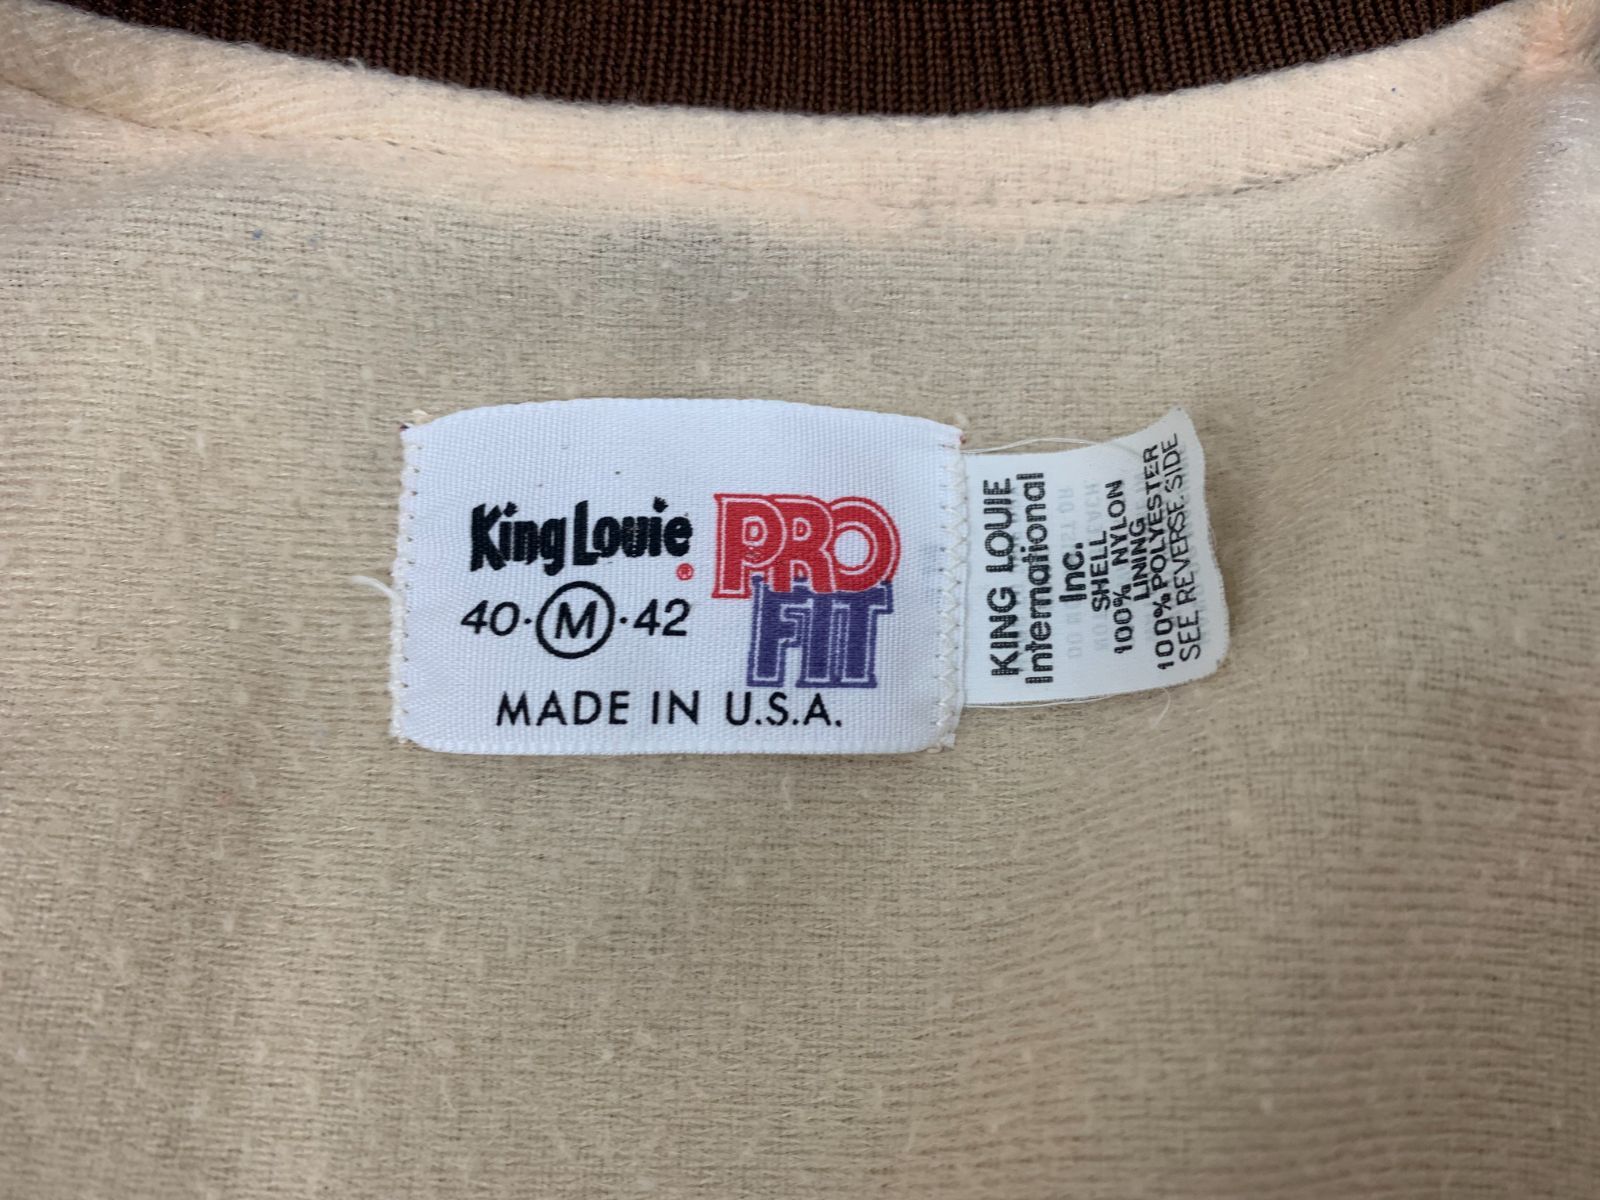 King Louie
®
PRO
FIT
40·M·42
MADE IN U.S.A.
KING LOUIE
International
Inc.
SHELL
100% NYLON
LINING
100% POLYESTER
SEE REVERSE SIDE